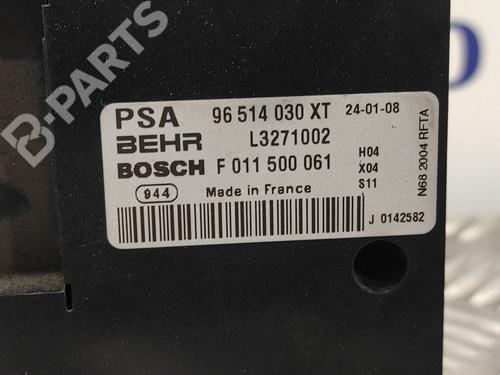 B-PARTS
PSA 96 514 030 XT 24-01-08
BEHR L3271002
BOSCH F 011 500 061
H04
X04
S11
944 Made in France
J 0142582
N68 2004 RFTA